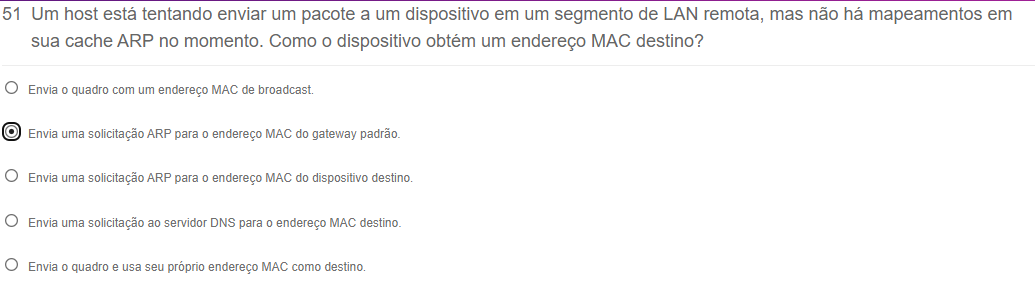 51 Um host está tentando enviar um pacote a um dispositivo em um segmento de LAN remota, mas não há mapeamentos em
sua cache ARP no momento. Como o dispositivo obtém um endereço MAC destino?
Envia o quadro com um endereço MAC de broadcast.
Envia uma solicitação ARP para o endereço MAC do gateway padrão.
Envia uma solicitação ARP para o endereço MAC do dispositivo destino.
Envia uma solicitação ao servidor DNS para o endereço MAC destino.
Envia o quadro e usa seu próprio endereço MAC como destino.